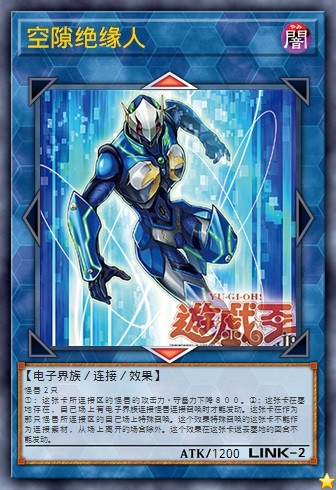 空隙绝缘人
闇
YU-GI-OH!
遊戯王
【电子界族／连接／效果】
怪兽2只
①：这张卡所连接区的怪兽的攻击力·守备力下降８００。②：这张卡在墓
地存在，自己场上有电子界族连接怪兽连接召唤时才能发动。这张卡在作为
那只怪兽所连接区的自己场上特殊召唤。这个效果特殊召唤的这张卡不能作
为连接素材，从场上离开的场合除外。这个效果在这张卡送去墓地的回合不
能发动。
ATK/1200 LINK-2